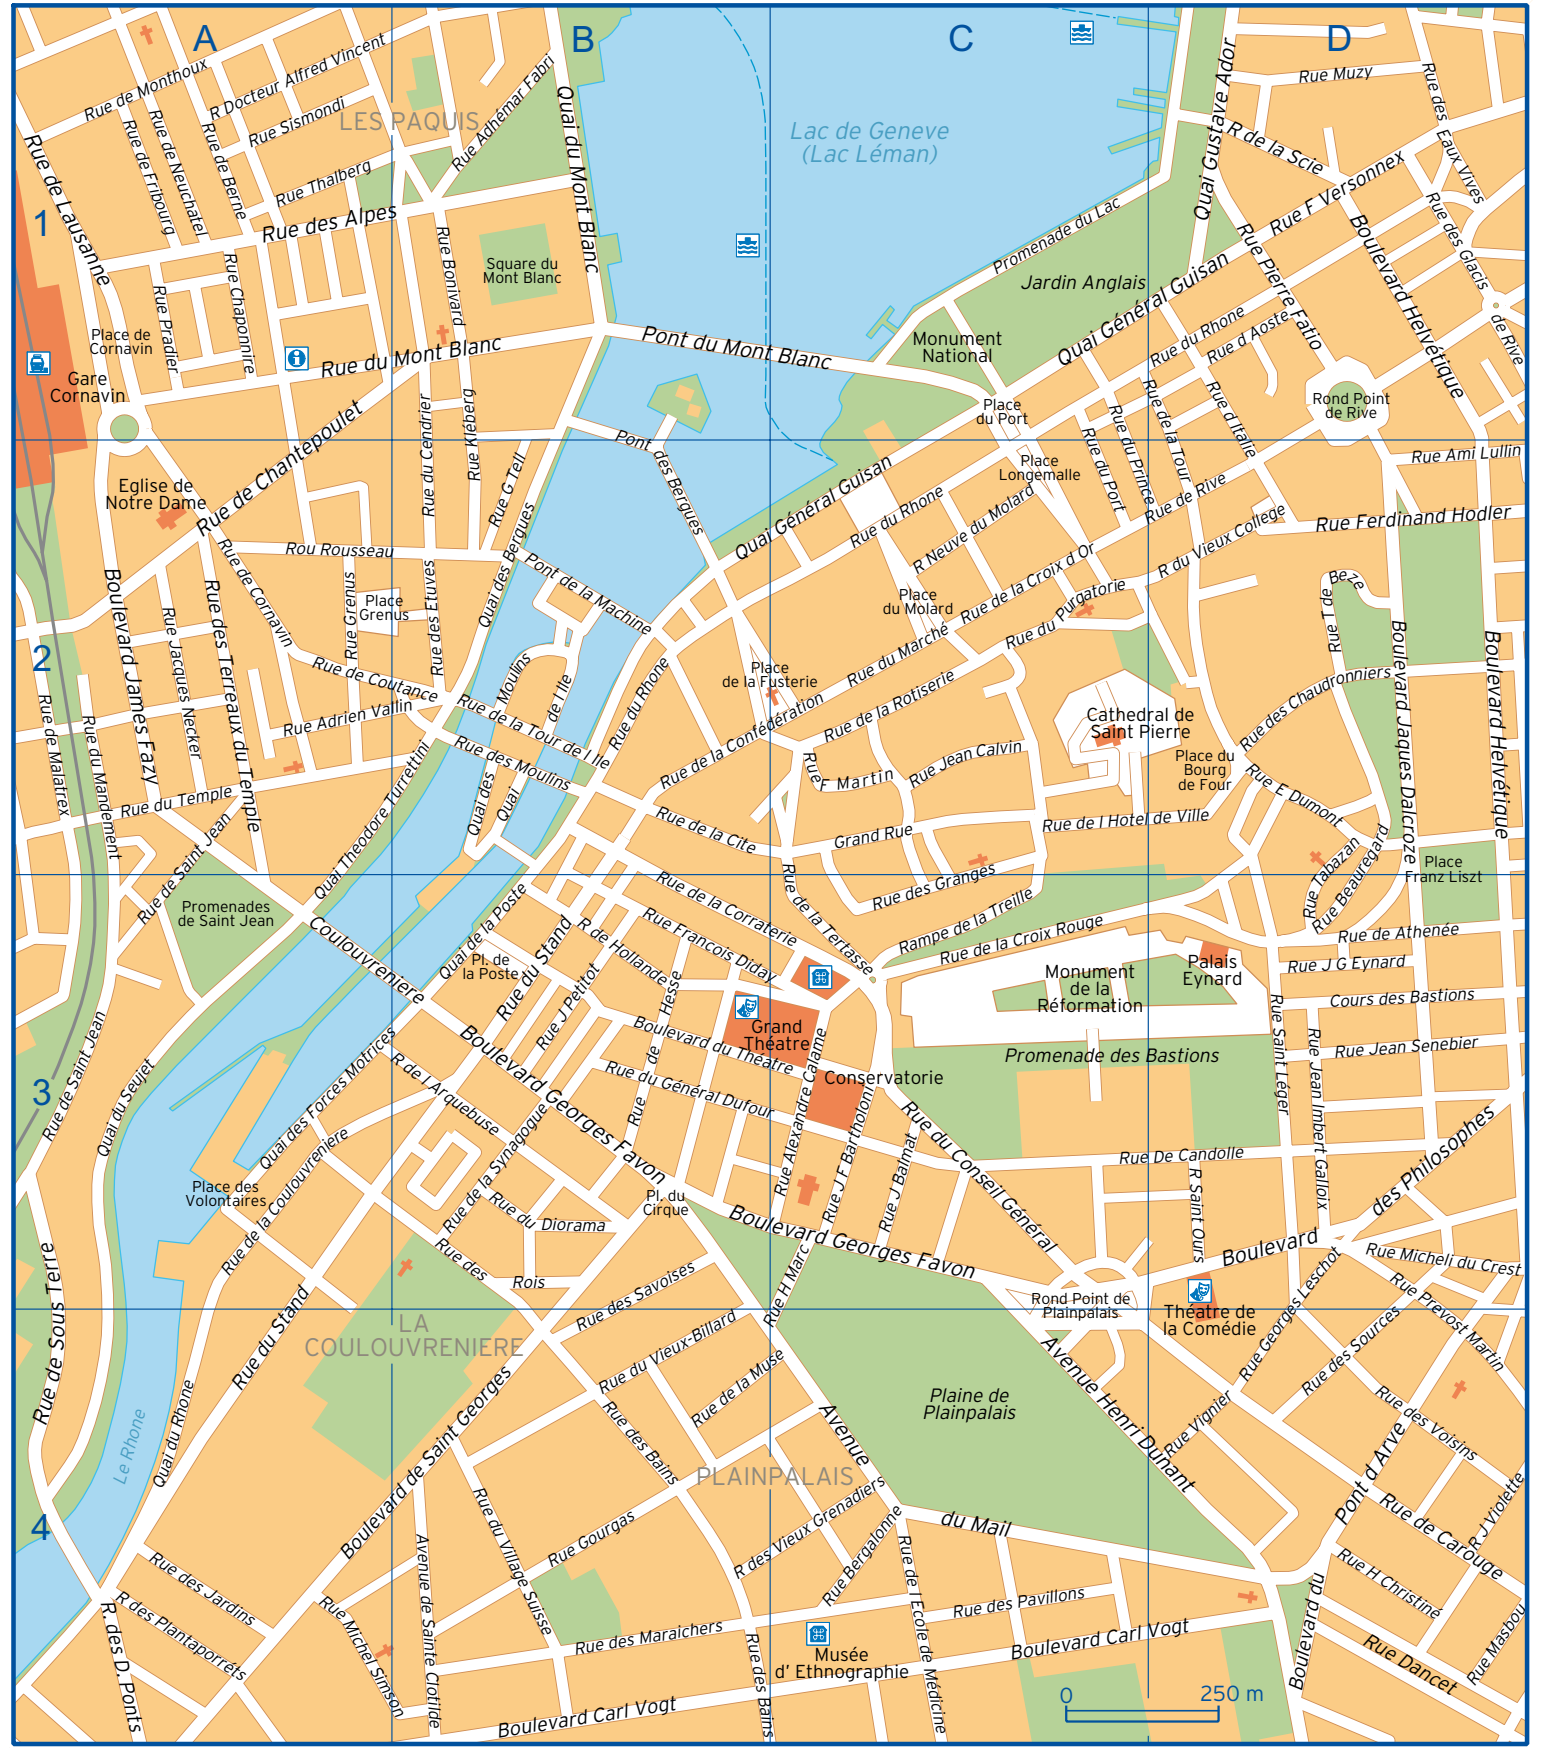 A
B
C
D
1
2
3
4
Rue de Monthoux
R Docteur Alfred Vincent
Rue Sismondi
LES PAQUIS
Rue Adhémar Fabri
Quai du Mont Blanc
Lac de Geneve
(Lac Léman)
Quai Gustave Ador
Rue Muzy
Rue des Eaux Vives
R de la Scie
Rue F Versonnex
Rue de Lausanne
Rue de Fribourg
Rue de Neuchatel
Rue de Berne
Rue Thalberg
Rue des Alpes
Quai du Mont Blanc
Rue Bonivard
Square du
Mont Blanc
Promenade du Lac
Jardin Anglais
Rue Pierre Fatio
Boulevard Helvétique
Rue des Glacis
de Rive
Rue Chaponnire
Rue Pradier
Place de
Cornavin
Gare
Cornavin
Rue du Mont Blanc
Pont du Mont Blanc
Monument
National
Quai Général Guisan
Rue du Rhone
Rue d Aoste
Rond Point
de Rive
Place
du Port
Rue de Chantepoulet
Rue du Cendrier
Rue Kleberg
Pont des Bergues
Rue du Port
Rue du Prince
Rue de la Tour
Rue d Italie
Rue Ami Lullin
Eglise de
Notre Dame
Rue G Tell
Quai Général Guisan
Place
Longemalle
Rue de Rive
Rue du Rhone
R Neuve du Molard
R du Vieux College
Rue Ferdinand Hodler
Rou Rousseau
Rue de Cornavin
Quai des Bergues
Pont de la Machine
Rue de la Croix d Or
Boulevard James Fazy
Rue Jacques Necker
Rue des Terreaux du Temple
Rue Grenus
Place
Grenus
Rue des Etuves
Place
du Molard
Rue du Purgatorie
Rue T de Beze
Boulevard Jaques Dalcroze
Boulevard Helvétique
Rue du Marché
Rue de Coutance
Moulins
de l Ile
Rue du Rhone
Place
de la Fusterie
Rue de la Confédération
Rue de la Rotiserie
Rue des Chaudronniers
Rue de Malatrex
Rue du Mandement
Rue Adrien Vallin
Rue de la Tour de l Ile
Rue des Moulins
Cathedral de
Saint Pierre
Place du
Bourg
de Four
Rue Jean Calvin
Rue F Martin
Rue du Temple
Quai Theodore Turrettini
Quai des
Quai
Rue de la Cite
Grand Rue
Rue de l Hotel de Ville
Rue E Dumont
Rue de Saint Jean
Rue des Granges
Rue Tabazan
Rue Beauregard
Place
Franz Liszt
Promenades
de Saint Jean
Quai de la Poste
Rue de la Corraterie
Rue de la Tertasse
Rampe de la Treille
Rue de la Croix Rouge
Rue de Athenée
Coulouvreniere
Pl. de
la Poste
Rue du Stand
R de Hollande
Rue Francois Diday
Rue J Petitot
Rue de Hesse
Palais
Eynard
Rue J G Eynard
Monument
de la
Réformation
Cours des Bastions
Grand
Théatre
Boulevard du Théatre
Promenade des Bastions
Rue Saint Léger
Rue Jean Senebier
Rue Jean Imbert Galloix
Rue de Saint Jean
Quai du Seujet
Quai des Forces Motrices
R de l Arquebuse
Boulevard Georges Favon
Rue du Général Dufour
Rue Alexandre Calame
Conservatorie
Rue J F Bartholoni
Rue du Conseil Général
Rue De Candolle
des Philosophes
Rue de la Coulouvreniere
Place des
Volontaires
Rue de la Synagogue
Rue du Diorama
Pl. du
Cirque
Rue J Balmat
R Saint Ours
Boulevard
Rue Micheli du Crest
Rue de Sous Terre
Rue des Rois
Boulevard Georges Favon
Rue H Marc
Rue des Savoises
Rond Point de
Plainpalais
Théatre de
la Comédie
Rue Georges Leschot
Rue Prevost Martin
LA
COULOUVRENIERE
Rue du Stand
Rue du Vieux-Billard
Rue de la Muse
Plaine de
Plainpalais
Avenue Henri Dunant
Rue des Sources
Rue des Voisins
Rue Vignier
Le Rhone
Quai du Rhone
Boulevard de Saint Georges
Rue des Bains
Avenue du Mail
PLAINPALAIS
Pont d Arve
Rue de Carouge
R J Violette
Rue Gourgas
Rue du Village Suisse
Avenue de Sainte Clotilde
R des Vieux Grenadiers
Rue Bergalonne
Rue de l Ecole de Médicine
Rue des Jardins
R des Plantaporréts
R. des D. Ponts
Rue Michel Simson
Rue des Maraichers
Rue des Bains
Rue des Pavillons
Rue H Christine
Rue Masbou
Rue Dancet
Musée
d' Ethnographie
Boulevard Carl Vogt
Boulevard Carl Vogt
Boulevard du
0
250 m